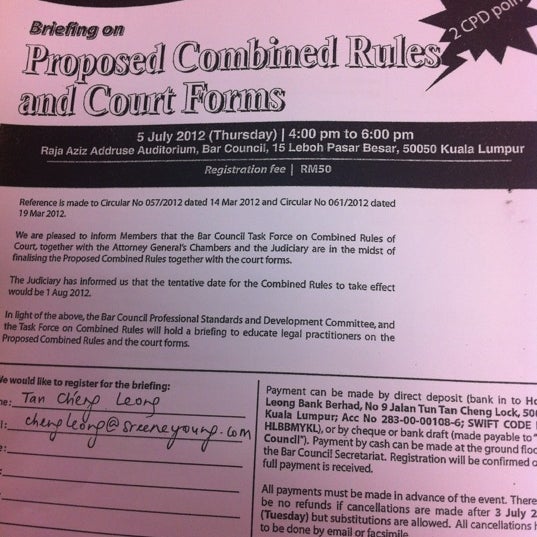 2 CPD poin
Briefing on
Proposed Combined Rules
and Court Forms
5 July 2012 (Thursday) | 4:00 pm to 6:00 pm
Raja Aziz Addruse Auditorium, Bar Council, 15 Leboh Pasar Besar, 50050 Kuala Lumpur
Registration fee | RM50
Reference is made to Circular No 057/2012 dated 14 Mar 2012 and Circular No 061/2012 dated
19 Mar 2012.
We are pleased to inform Members that the Bar Council Task Force on Combined Rules of
Court, together with the Attorney General's Chambers and the Judiciary are in the midst of
finalising the Proposed Combined Rules together with the court forms.
The Judiciary has informed us that the tentative date for the Combined Rules to take effect
would be 1 Aug 2012.
In light of the above, the Bar Council Professional Standards and Development Committee, and
the Task Force on Combined Rules will hold a briefing to educate legal practitioners on the
Proposed Combined Rules and the court forms.
We would like to register for the briefing:
me: Tan Cheng Leong
l: chengleong@sreeneyoung.com
e:
:
:
Payment can be made by direct deposit (bank in to Ho
Leong Bank Berhad, No 9 Jalan Tun Tan Cheng Lock, 500
Kuala Lumpur; Acc No 283-00-00108-6; SWIFT CODE
HLBBMYKL), or by cheque or bank draft (made payable to "
Council"). Payment by cash can be made at the ground floo
the Bar Council Secretariat. Registration will be confirmed o
full payment is received.
All payments must be made in advance of the event. There
be no refunds if cancellations are made after 3 July 2
(Tuesday) but substitutions are allowed. All cancellations h
to be done by email or facsimile.